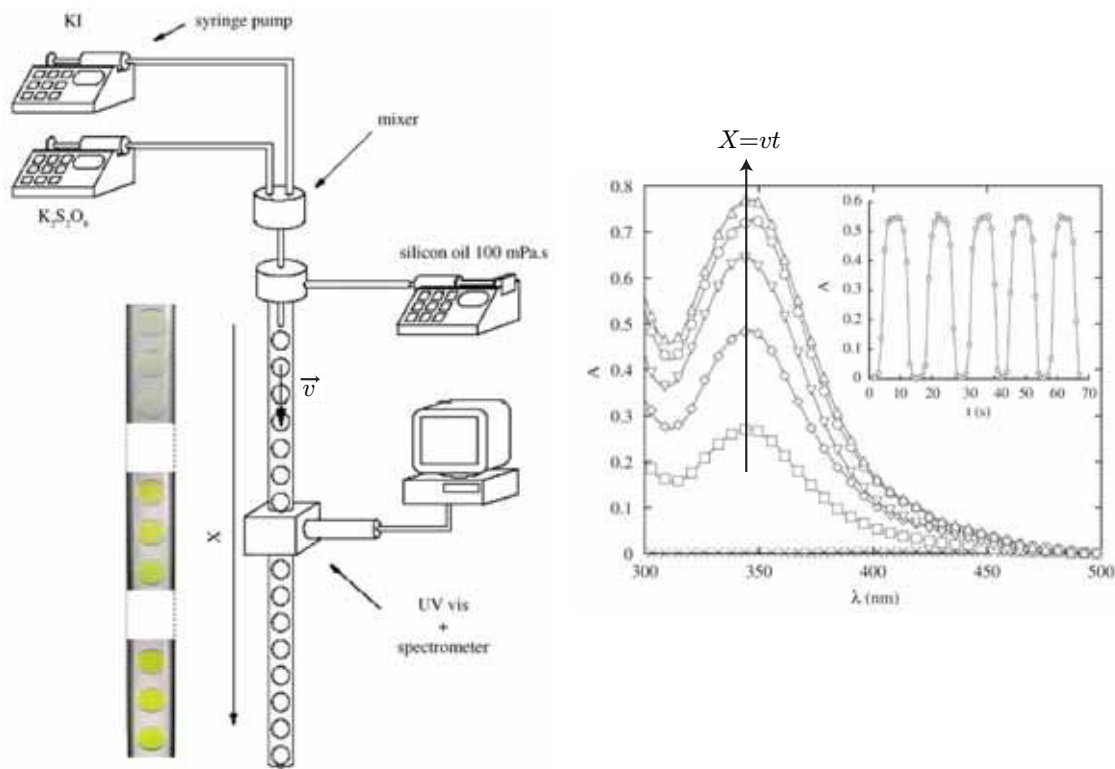 KI
syringe pump
mixer
K₂S₂O₈
silicon oil 100 mPa.s
v
X
UV vis
+
spectrometer
X=vt
0.8
0.7
0.6
0.5
0.4
0.3
0.2
0.1
0
A
300
350
400
450
500
λ (nm)
0.6
0.5
0.4
0.3
0.2
0.1
0
A
0
10
20
30
40
50
60
70
t (s)